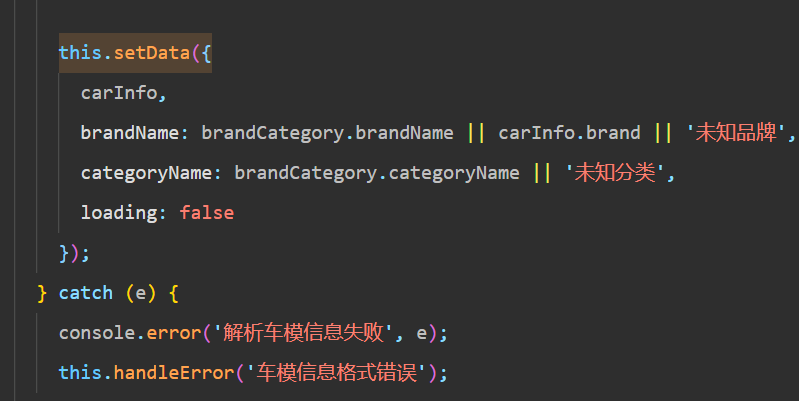 this.setData({
carInfo,
brandName: brandCategory.brandName || carInfo.brand || '未知品牌',
categoryName: brandCategory.categoryName || '未知分类',
loading: false
});
} catch (e) {
console.error('解析车模信息失败', e);
this.handleError('车模信息格式错误');